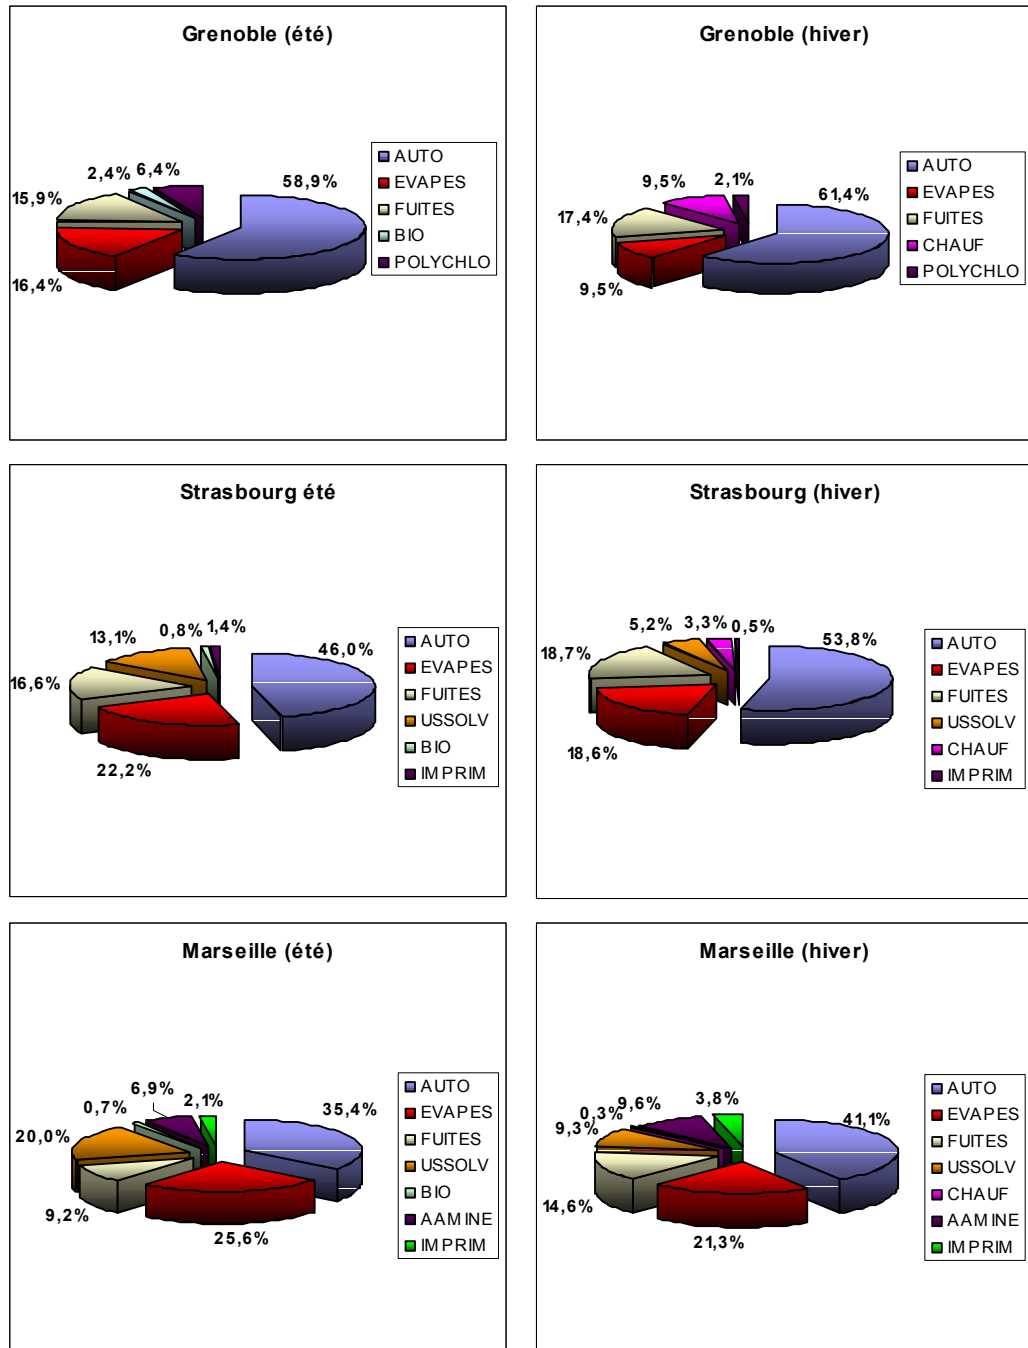 Grenoble (été)
58,9%
16,4%
15,9%
2,4%
6,4%
AUTO
EVAPES
FUITES
BIO
POLYCHLO
Grenoble (hiver)
61,4%
9,5%
17,4%
9,5%
2,1%
AUTO
EVAPES
FUITES
CHAUF
POLYCHLO
Strasbourg été
46,0%
22,2%
16,6%
13,1%
0,8%
1,4%
AUTO
EVAPES
FUITES
USSOLV
BIO
IMPRIM
Strasbourg (hiver)
53,8%
18,6%
18,7%
5,2%
3,3%
0,5%
AUTO
EVAPES
FUITES
USSOLV
CHAUF
IMPRIM
Marseille (été)
35,4%
25,6%
9,2%
20,0%
0,7%
6,9%
2,1%
AUTO
EVAPES
FUITES
USSOLV
BIO
AAMINE
IMPRIM
Marseille (hiver)
41,1%
21,3%
14,6%
9,3%
0,3%
9,6%
3,8%
AUTO
EVAPES
FUITES
USSOLV
CHAUF
AAMINE
IMPRIM